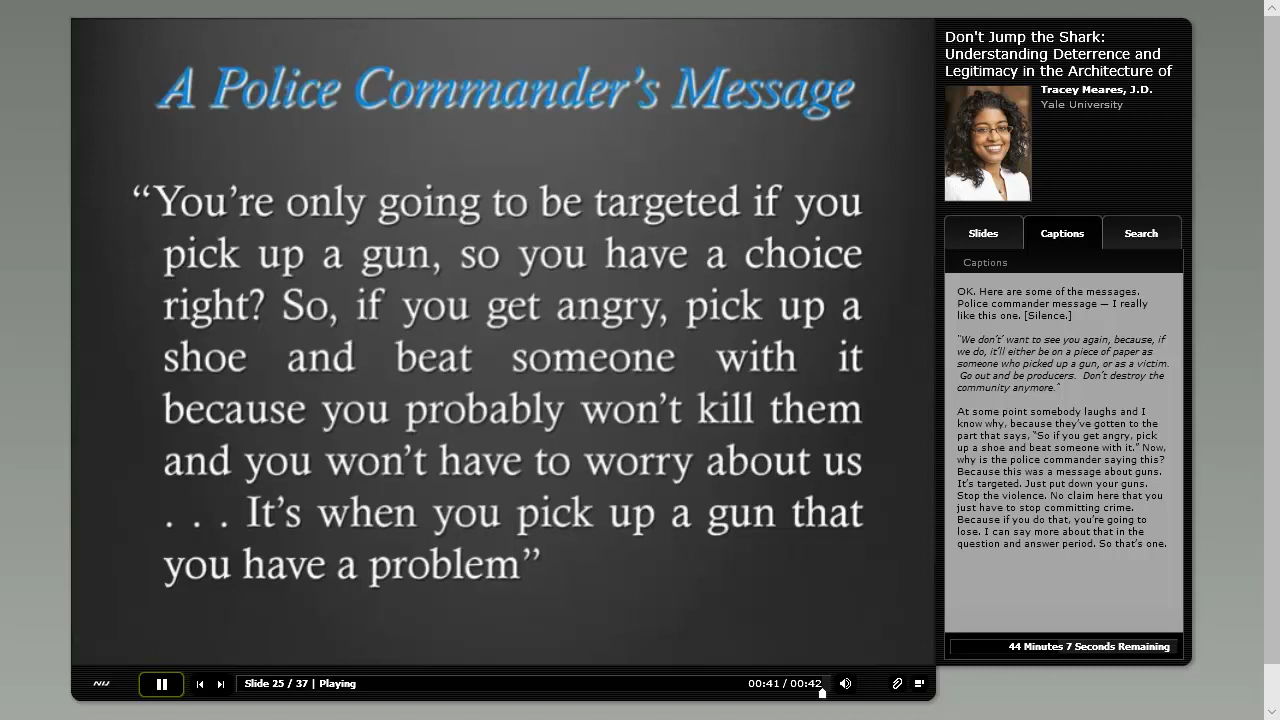 A Police Commander's Message
“You’re only going to be targeted if you
pick up a gun, so you have a choice
right? So, if you get angry, pick up a
shoe and beat someone with it
because you probably won’t kill them
and you won’t have to worry about us
. . . It’s when you pick up a gun that
you have a problem”
Don't Jump the Shark:
Understanding Deterrence and
Legitimacy in the Architecture of
Tracey Meares, J.D.
Yale University
Slides Captions Search
Captions
OK. Here are some of the messages.
Police commander message — I really
like this one. [Silence.]
"We don’t’ want to see you again, because, if
we do, it’ll either be on a piece of paper as
someone who picked up a gun, or as a victim.
Go out and be producers. Don’t destroy the
community anymore.”
At some point somebody laughs and I
know why, because they’ve gotten to the
part that says, “So if you get angry, pick
up a shoe and beat someone with it.” Now,
why is the police commander saying this?
Because this was a message about guns.
It’s targeted. Just put down your guns.
Stop the violence. No claim here that you
just have to stop committing crime.
Because if you do that, you’re going to
lose. I can say more about that in the
question and answer period. So that’s one.
44 Minutes 7 Seconds Remaining
Slide 25 / 37 | Playing
00:41 / 00:42